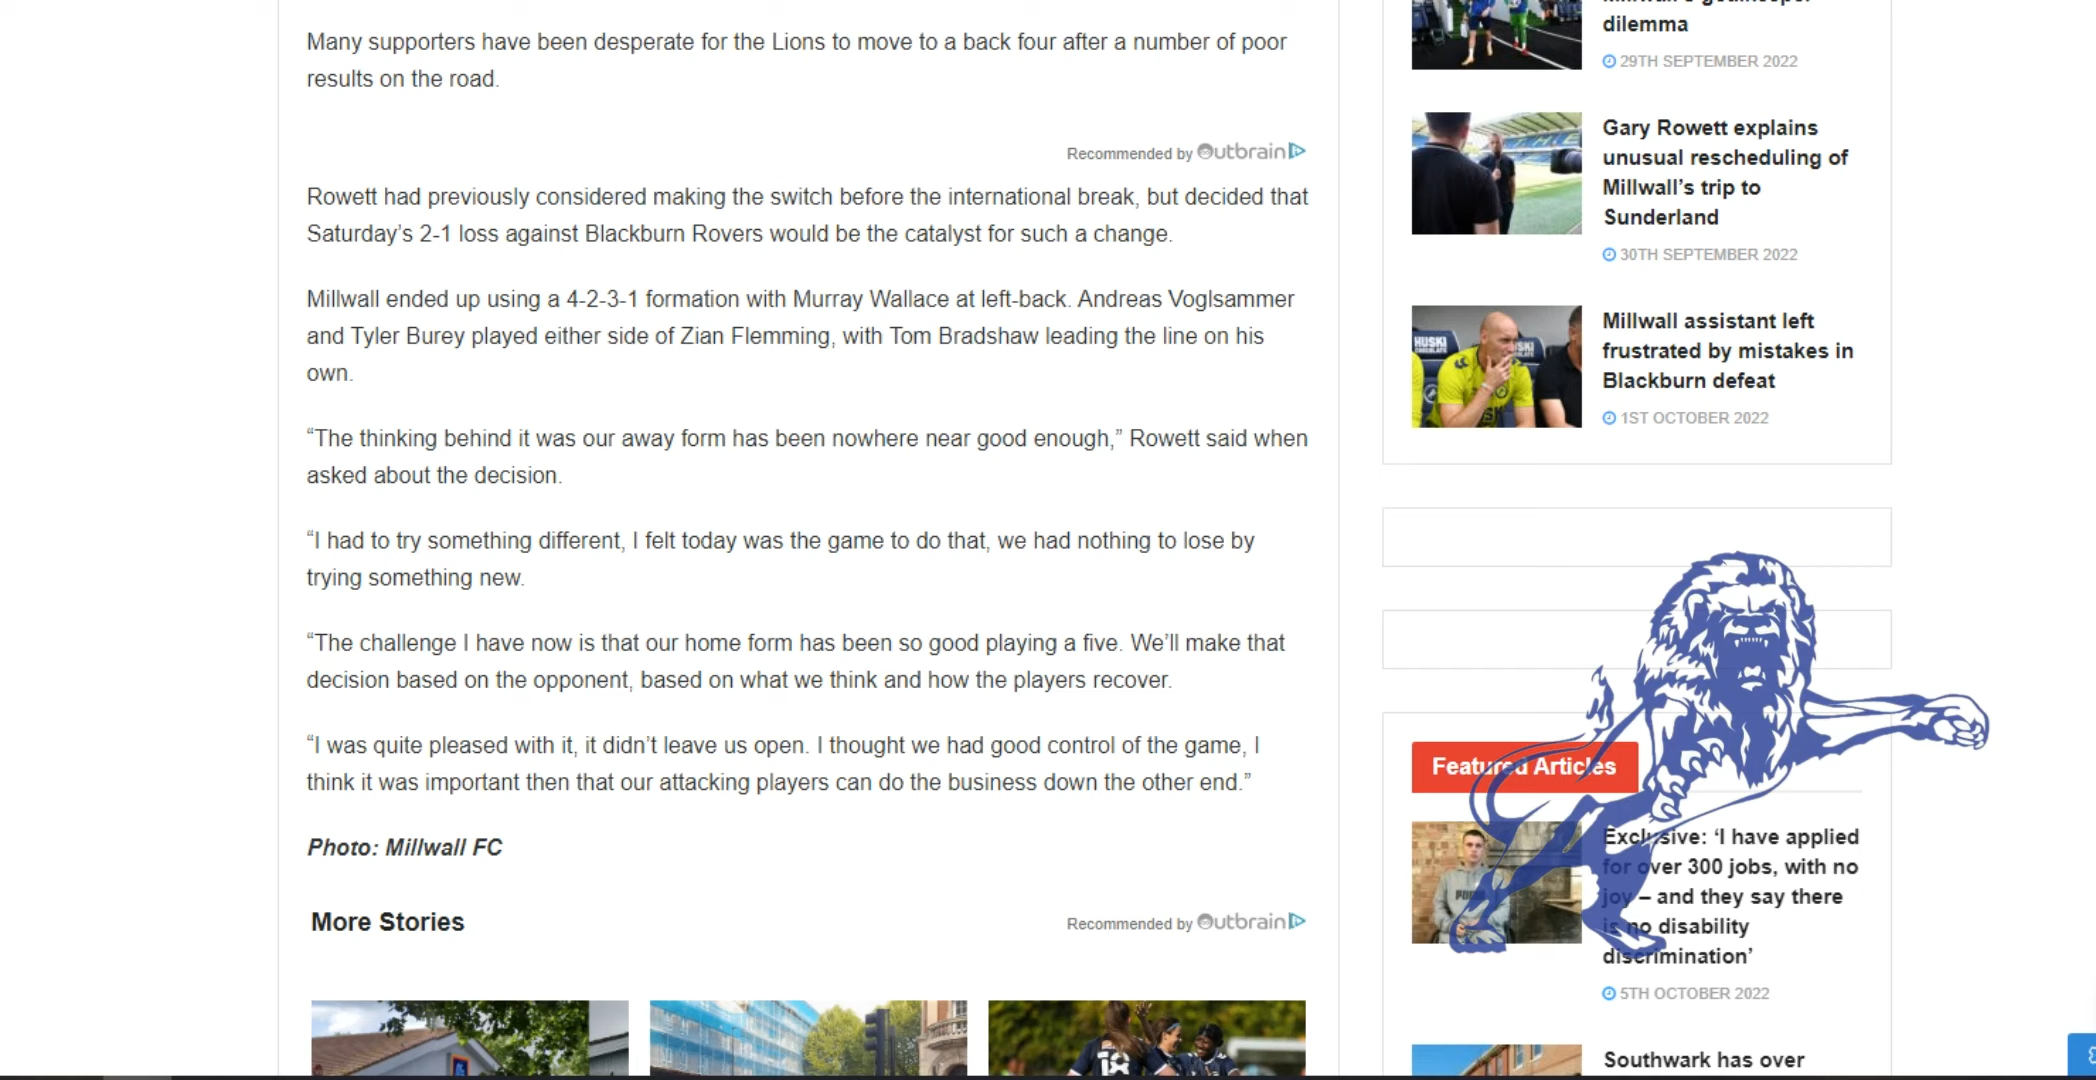 Many supporters have been desperate for the Lions to move to a back four after a number of poor
results on the road.
Recommended by Outbrain
Rowett had previously considered making the switch before the international break, but decided that
Saturday’s 2-1 loss against Blackburn Rovers would be the catalyst for such a change.
Millwall ended up using a 4-2-3-1 formation with Murray Wallace at left-back. Andreas Voglsammer
and Tyler Burey played either side of Zian Flemming, with Tom Bradshaw leading the line on his
own.
“The thinking behind it was our away form has been nowhere near good enough,” Rowett said when
asked about the decision.
“I had to try something different, I felt today was the game to do that, we had nothing to lose by
trying something new.
“The challenge I have now is that our home form has been so good playing a five. We’ll make that
decision based on the opponent, based on what we think and how the players recover.
“I was quite pleased with it, it didn’t leave us open. I thought we had good control of the game, I
think it was important then that our attacking players can do the business down the other end.”
Photo: Millwall FC
More Stories
Recommended by Outbrain
18
dilemma
29TH SEPTEMBER 2022
Gary Rowett explains
unusual rescheduling of
Millwall’s trip to
Sunderland
30TH SEPTEMBER 2022
HUSKI
Millwall assistant left
frustrated by mistakes in
Blackburn defeat
1ST OCTOBER 2022
Featured Articles
Exclusive: ‘I have applied
for over 300 jobs, with no
joy – and they say there
is no disability
discrimination’
5TH OCTOBER 2022
Southwark has over